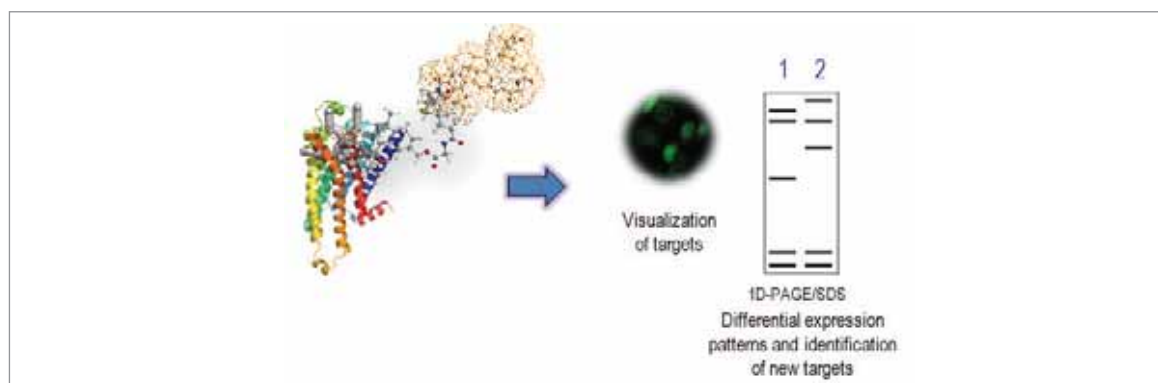 1 2
Visualization
of targets
1D-PAGE/SDS
Differential expression
patterns and identification
of new targets